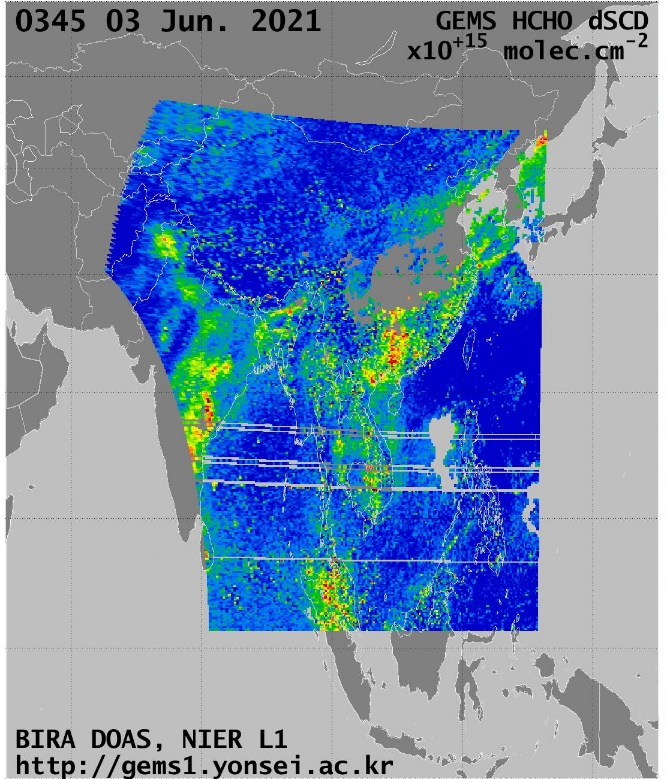 0345 03 Jun. 2021
GEMS HCHO dSCD
x10⁺¹⁵ molec.cm⁻²
BIRA DOAS, NIER L1
http://gems1.yonsei.ac.kr